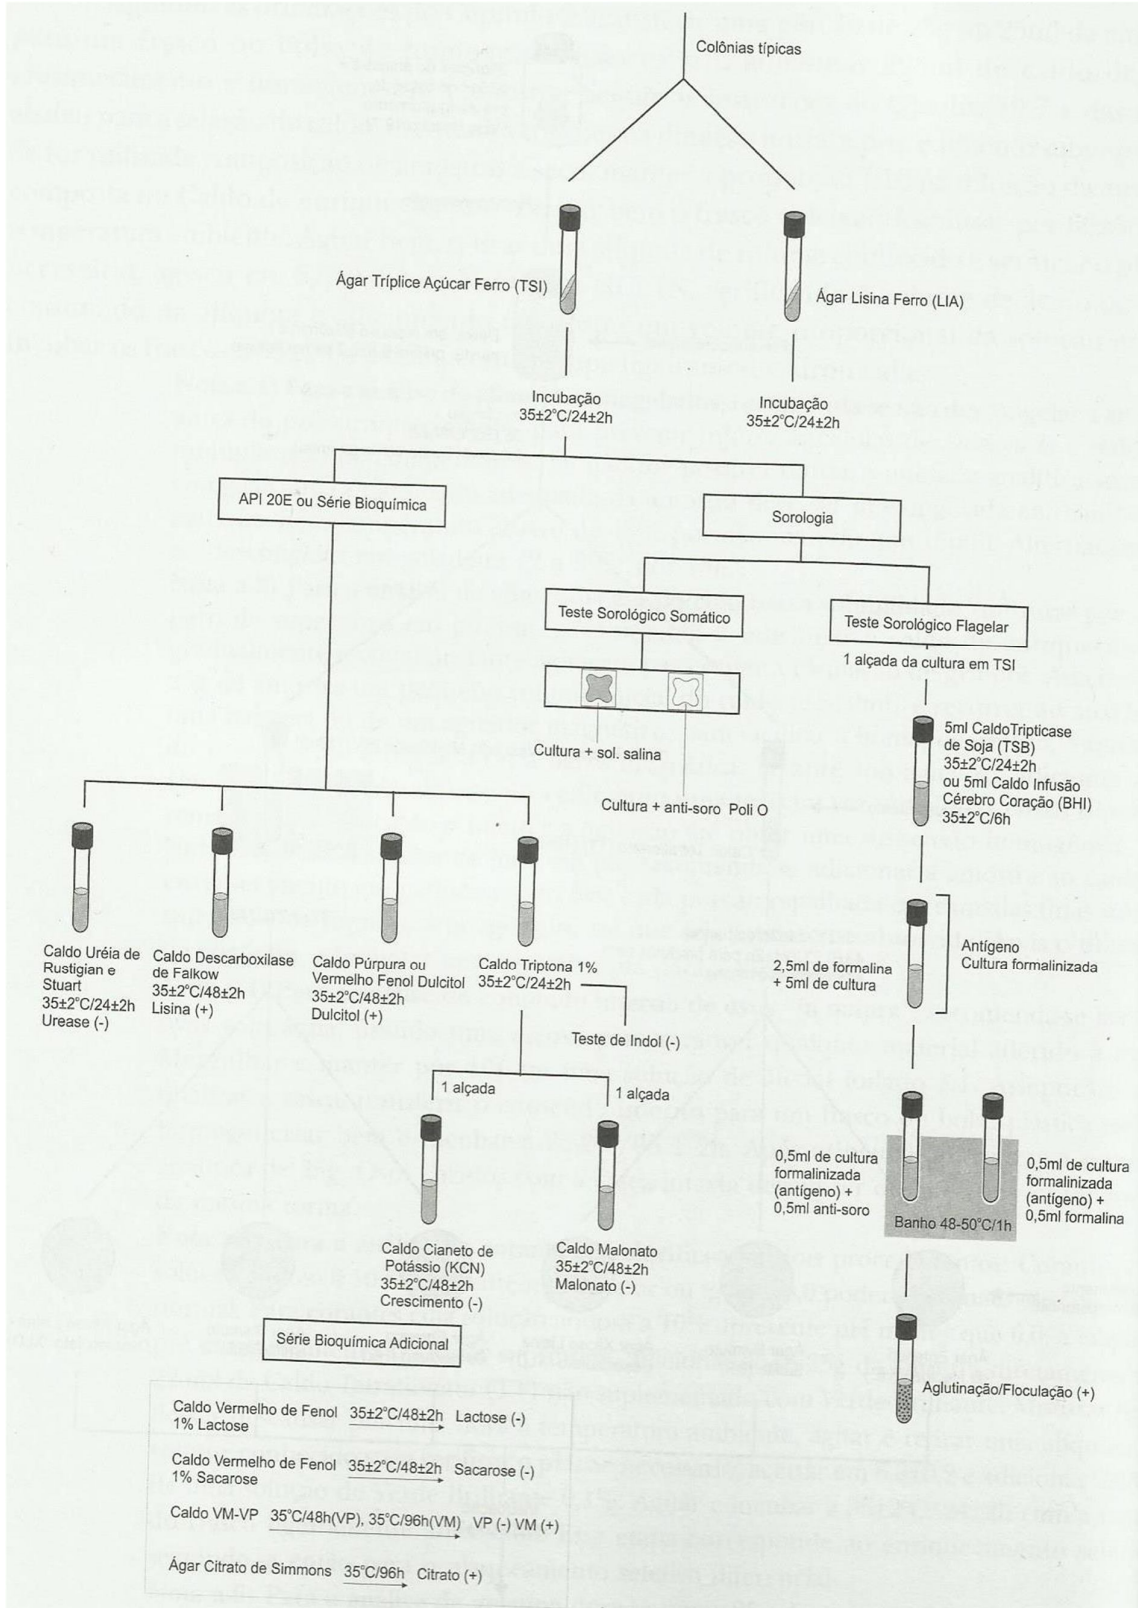 Colônias típicas
Ágar Tríplice Açúcar Ferro (TSI)
Ágar Lisina Ferro (LIA)
Incubação
35±2°C/24±2h
Incubação
35±2°C/24±2h
API 20E ou Série Bioquímica
Sorologia
Teste Sorológico Somático
Teste Sorológico Flagelar
1 alçada da cultura em TSI
Cultura + sol. salina
Cultura + anti-soro Poli O
5ml CaldoTripticase
de Soja (TSB)
35±2°C/24±2h
ou 5ml Caldo Infusão
Cérebro Coração (BHI)
35±2°C/6h
Caldo Uréia de
Rustigian e
Stuart
35±2°C/24±2h
Urease (-)
Caldo Descarboxilase
de Falkow
35±2°C/48±2h
Lisina (+)
Caldo Púrpura ou
Vermelho Fenol Dulcitol
35±2°C/48±2h
Dulcitol (+)
Caldo Triptona 1%
35±2°C/24±2h
Teste de Indol (-)
2,5ml de formalina
+ 5ml de cultura
Antígeno
Cultura formalinizada
1 alçada
1 alçada
Caldo Cianeto de
Potássio (KCN)
35±2°C/48±2h
Crescimento (-)
Caldo Malonato
35±2°C/48±2h
Malonato (-)
0,5ml de cultura
formalinizada
(antígeno) +
0,5ml anti-soro
Banho 48-50°C/1h
0,5ml de cultura
formalinizada
(antígeno) +
0,5ml formalina
Aglutinação/Floculação (+)
Série Bioquímica Adicional
Caldo Vermelho de Fenol 35±2°C/48±2h Lactose (-)
1% Lactose
Caldo Vermelho de Fenol 35±2°C/48±2h Sacarose (-)
1% Sacarose
Caldo VM-VP 35°C/48h(VP), 35°C/96h(VM) VP (-) VM (+)
Ágar Citrato de Simmons 35°C/96h Citrato (+)